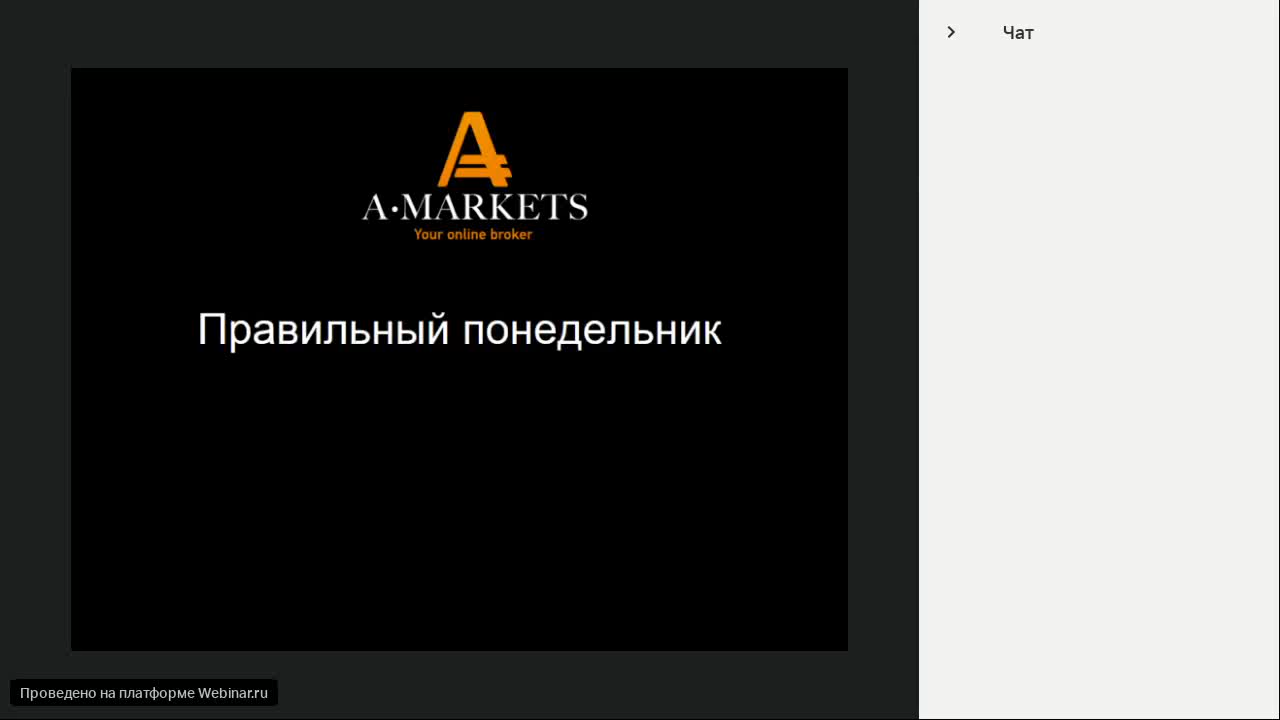 Чат
A·MARKETS
Your online broker
Правильный понедельник
Проведено на платформе Webinar.ru